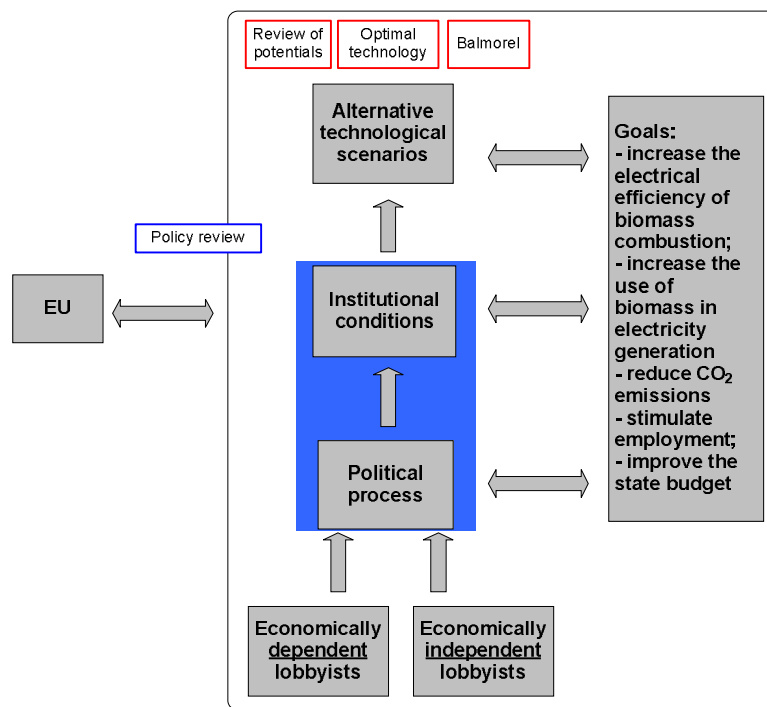 Review of
potentials
Optimal
technology
Balmorel
Alternative
technological
scenarios
Goals:
- increase the
electrical
efficiency of
biomass
combustion;
- increase the
use of
biomass in
electricity
generation
- reduce CO₂
emissions
- stimulate
employment;
- improve the
state budget
Policy review
EU
Institutional
conditions
Political
process
Economically
dependent
lobbyists
Economically
independent
lobbyists